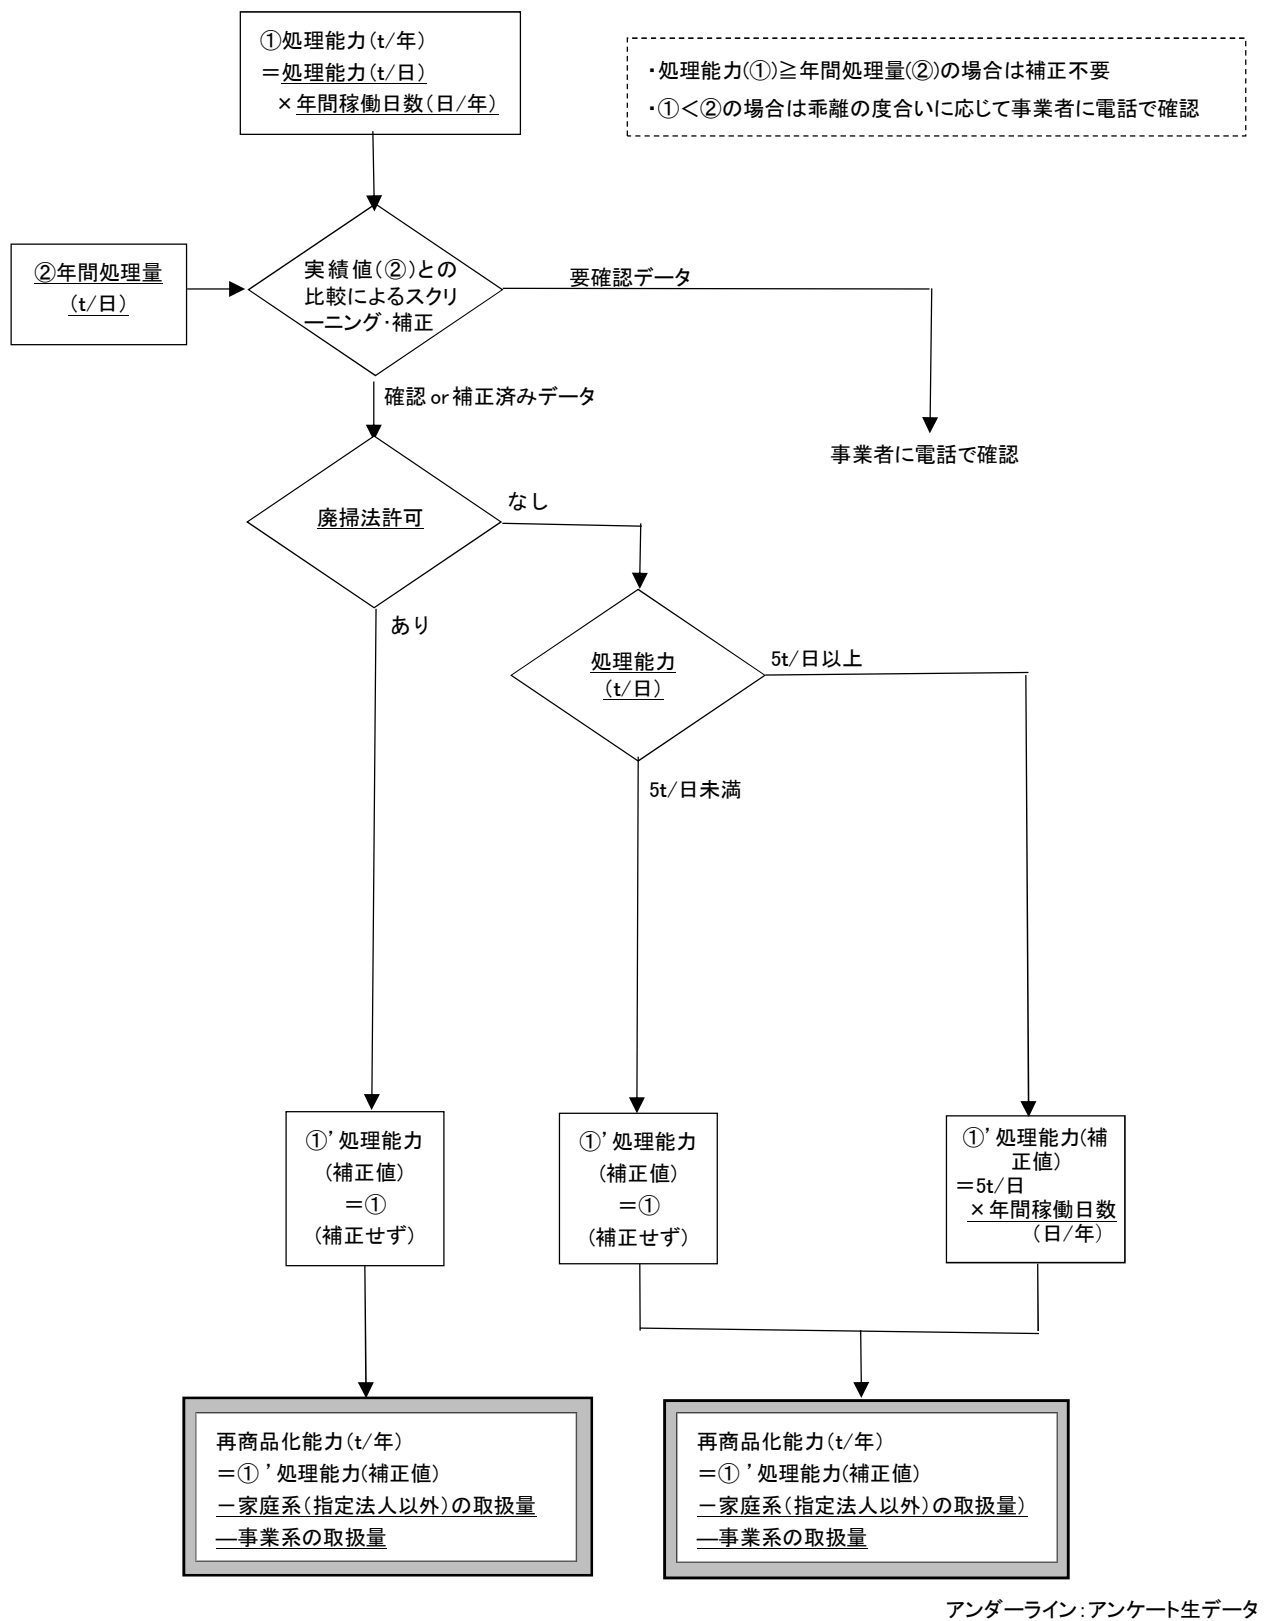 ①処理能力(t/年)
=処理能力(t/日)
×年間稼働日数(日/年)
・処理能力(①)≧年間処理量(②)の場合は補正不要
・①<②の場合は乖離の度合いに応じて事業者に電話で確認
②年間処理量
(t/日)
実績値(②)との
比較によるスクリ
ーニング・補正
要確認データ
確認or補正済みデータ
事業者に電話で確認
廃掃法許可
なし
あり
処理能力
(t/日)
5t/日以上
5t/日未満
①’処理能力
(補正値)
=①
(補正せず)
①’処理能力
(補正値)
=①
(補正せず)
①’処理能力(補
正値)
=5t/日
×年間稼働日数
(日/年)
再商品化能力(t/年)
=①’処理能力(補正値)
-家庭系(指定法人以外)の取扱量
―事業系の取扱量
再商品化能力(t/年)
=①’処理能力(補正値)
-家庭系(指定法人以外)の取扱量)
―事業系の取扱量
アンダーライン:アンケート生データ